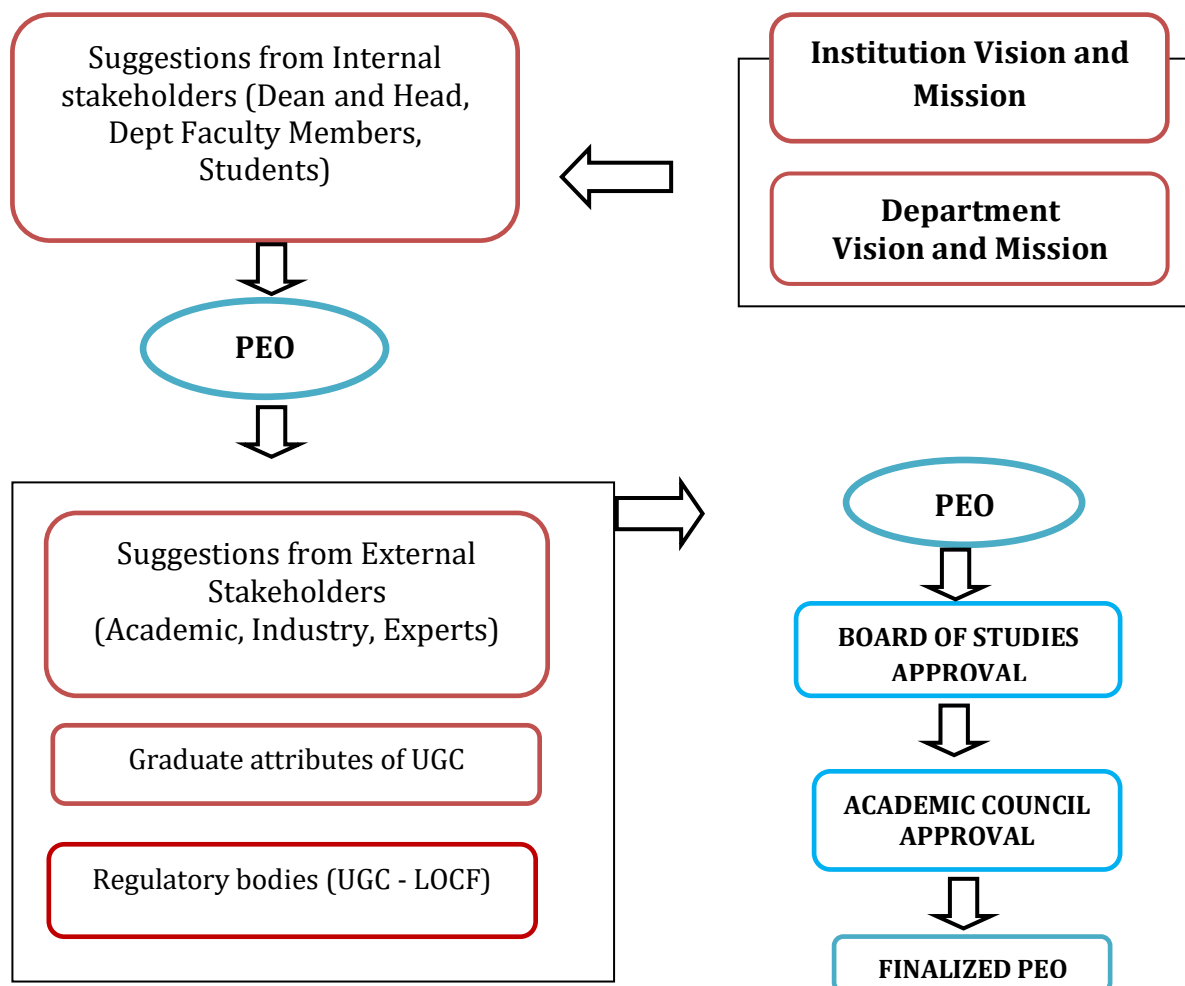 Suggestions from Internal
stakeholders (Dean and Head,
Dept Faculty Members,
Students)
Institution Vision and
Mission
Department
Vision and Mission
PEO
Suggestions from External
Stakeholders
(Academic, Industry, Experts)
Graduate attributes of UGC
Regulatory bodies (UGC - LOCF)
PEO
BOARD OF STUDIES
APPROVAL
ACADEMIC COUNCIL
APPROVAL
FINALIZED PEO